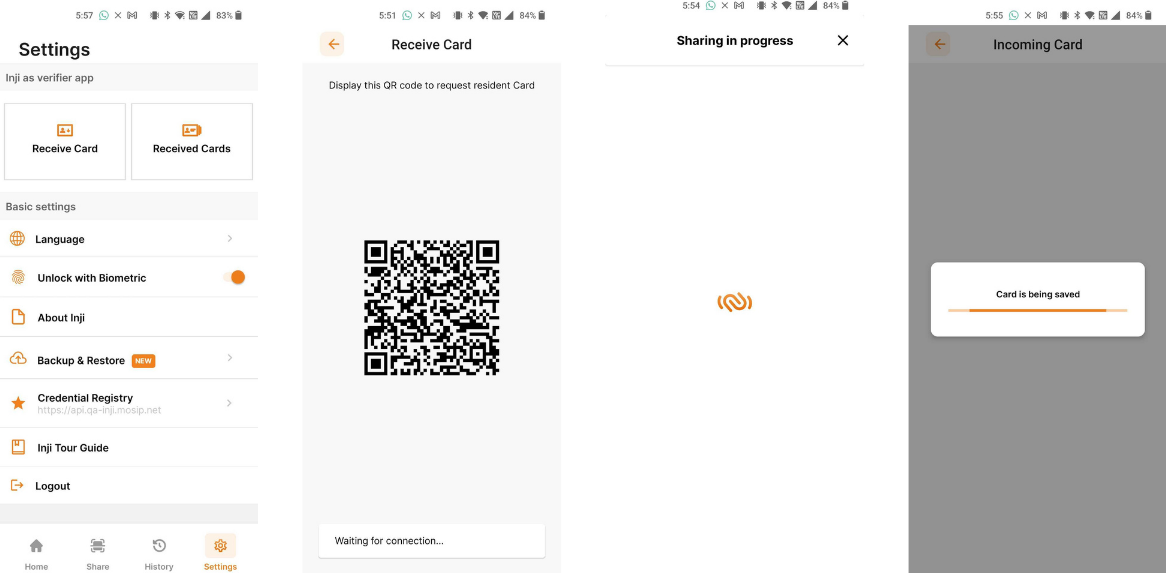 5:57
83%
Settings
Inji as verifier app
Receive Card
Received Cards
Basic settings
Language
Unlock with Biometric
About Inji
Backup & Restore NEW
Credential Registry
https://api.qa-inji.mosip.net
Inji Tour Guide
Logout
Home
Share
History
Settings
5:51
84%
Receive Card
Display this QR code to request resident Card
Waiting for connection...
5:54
84%
Sharing in progress
5:55
84%
Incoming Card
Card is being saved